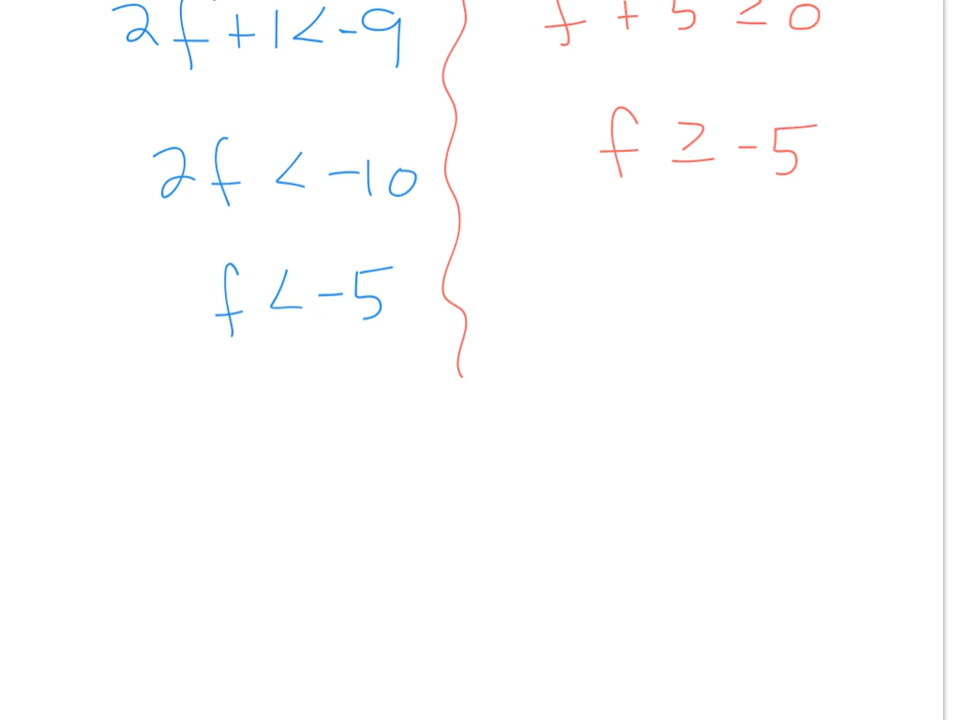 2f + 1 < -9
2f < -10
f < -5
f + 5 ≥ 0
f ≥ -5